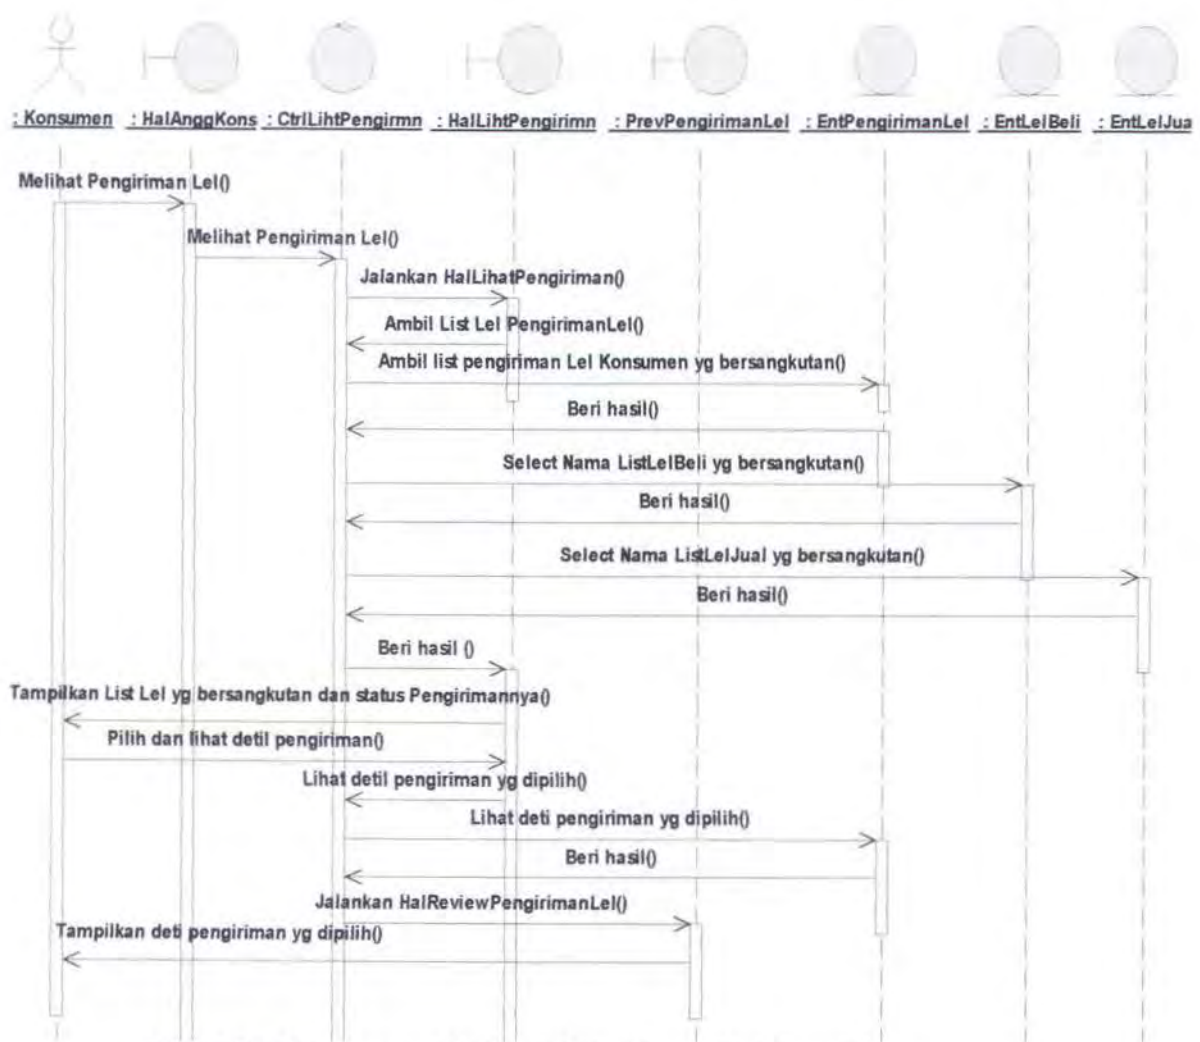 : Konsumen : HalAnggKons : CtrlLihtPengirmn : HalLihtPengirimn : PrevPengirimanLel : EntPengirimanLel : EntLelBeli : EntLelJua
Melihat Pengiriman Lel()
Melihat Pengiriman Lel()
Jalankan HalLihatPengiriman()
Ambil List Lel PengirimanLel()
Ambil list pengiriman Lel Konsumen yg bersangkutan()
Beri hasil()
Select Nama ListLelBeli yg bersangkutan()
Beri hasil()
Select Nama ListLelJual yg bersangkutan()
Beri hasil()
Beri hasil ()
Tampilkan List Lel yg bersangkutan dan status Pengirimannya()
Pilih dan lihat detil pengiriman()
Lihat detil pengiriman yg dipilih()
Lihat deti pengiriman yg dipilih()
Beri hasil()
Jalankan HalReviewPengirimanLel()
Tampilkan deti pengiriman yg dipilih()